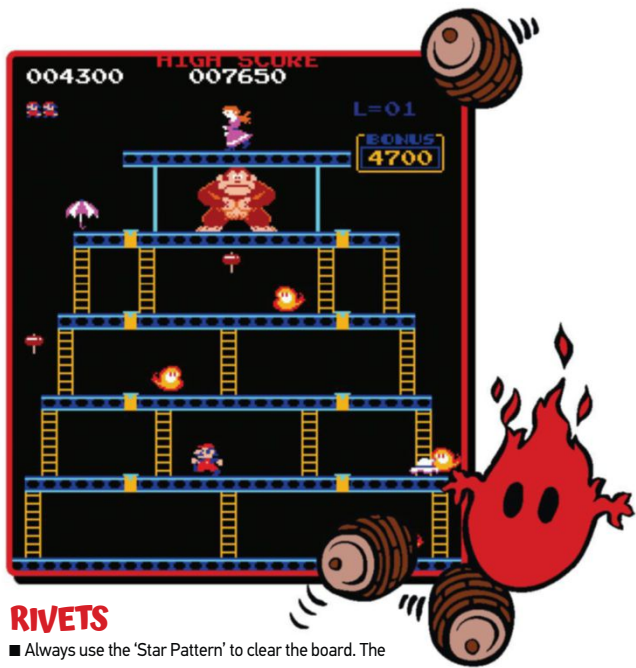 HIGH SCORE
004300 007650
L=01
BONUS
4700
RIVETS
■ Always use the ‘Star Pattern’ to clear the board. The